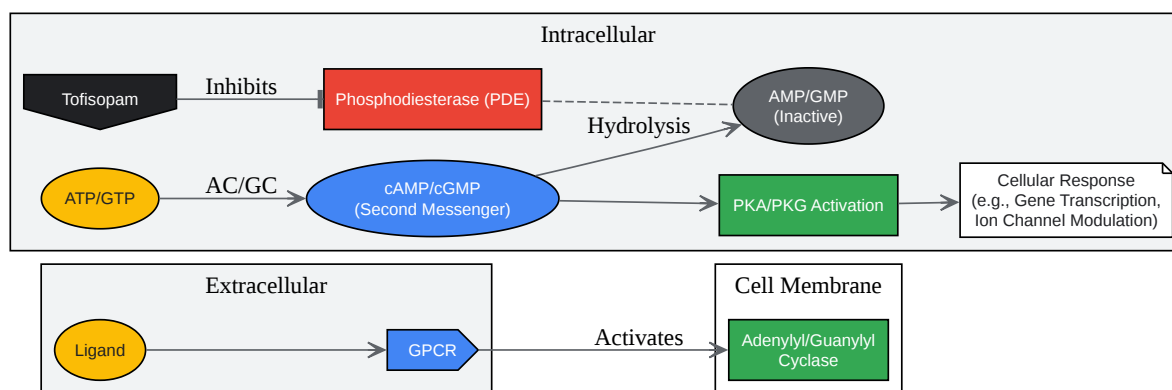 Intracellular
Tofisopam
Inhibits
Phosphodiesterase (PDE)
AMP/GMP
(Inactive)
Hydrolysis
ATP/GTP
AC/GC
cAMP/cGMP
(Second Messenger)
PKA/PKG Activation
Cellular Response
(e.g., Gene Transcription,
Ion Channel Modulation)
Extracellular
Ligand
GPCR
Activates
Cell Membrane
Adenylyl/Guanylyl
Cyclase